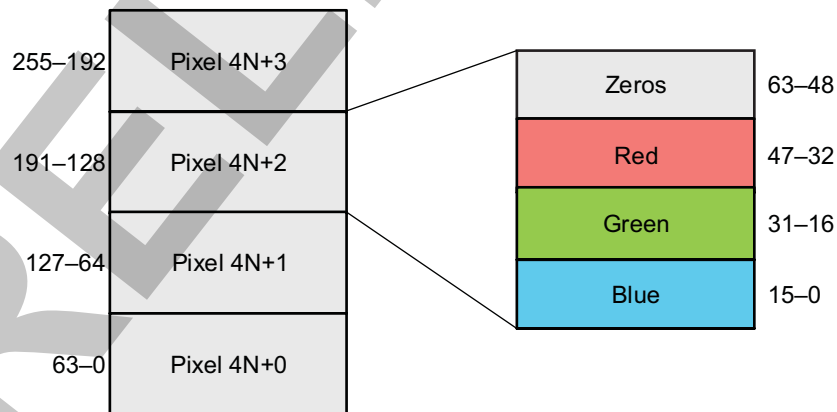 255–192 Pixel 4N+3
191–128 Pixel 4N+2
127–64 Pixel 4N+1
63–0 Pixel 4N+0
Zeros 63–48
Red 47–32
Green 31–16
Blue 15–0